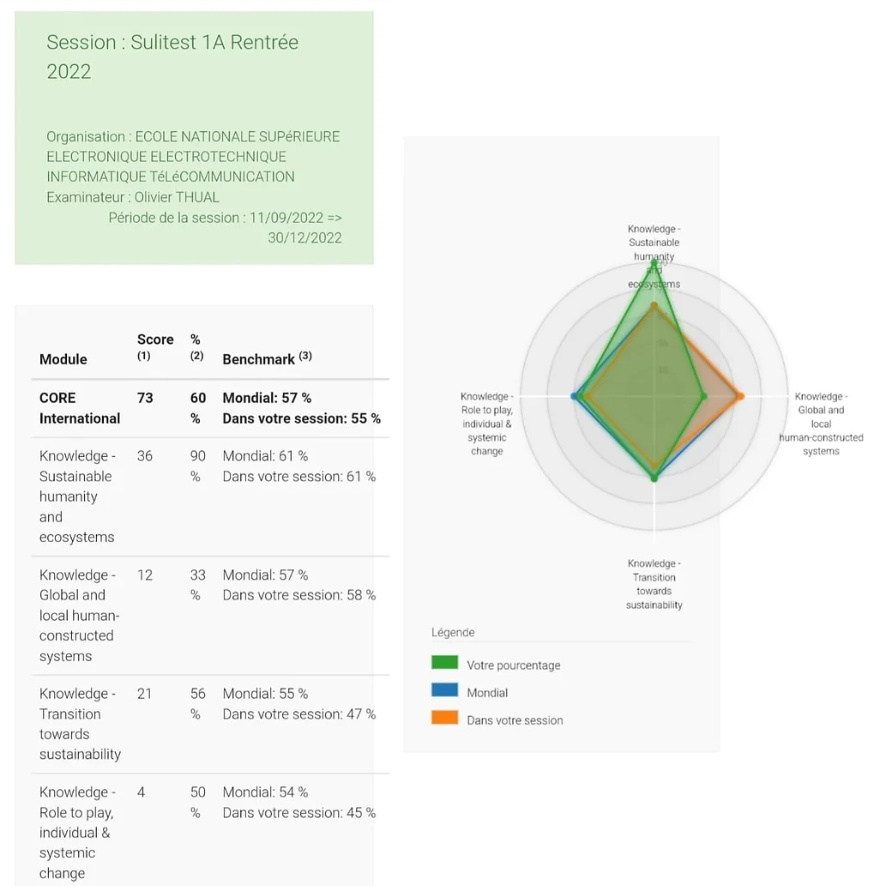 Session : Sulitest 1A Rentrée
2022
Organisation : ECOLE NATIONALE SUPéRIEURE
ELECTRONIQUE ELECTROTECHNIQUE
INFORMATIQUE TéLéCOMMUNICATION
Examinateur : Olivier THUAL
Période de la session : 11/09/2022 =>
30/12/2022
Module Score (1) % (2) Benchmark (3)
CORE 73 60 Mondial: 57 %
International % Dans votre session: 55 %
Knowledge - 36 90 Mondial: 61 %
Sustainable % Dans votre session: 61 %
humanity
and
ecosystems
Knowledge - 12 33 Mondial: 57 %
Global and % Dans votre session: 58 %
local human-
constructed
systems
Knowledge - 21 56 Mondial: 55 %
Transition % Dans votre session: 47 %
towards
sustainability
Knowledge - 4 50 Mondial: 54 %
Role to play, % Dans votre session: 45 %
individual &
systemic
change
Knowledge -
Sustainable
humanity
and
ecosystems
Knowledge -
Role to play,
individual &
systemic
change
Knowledge -
Global and
local
human-constructed
systems
Knowledge -
Transition
towards
sustainability
Légende
Votre pourcentage
Mondial
Dans votre session